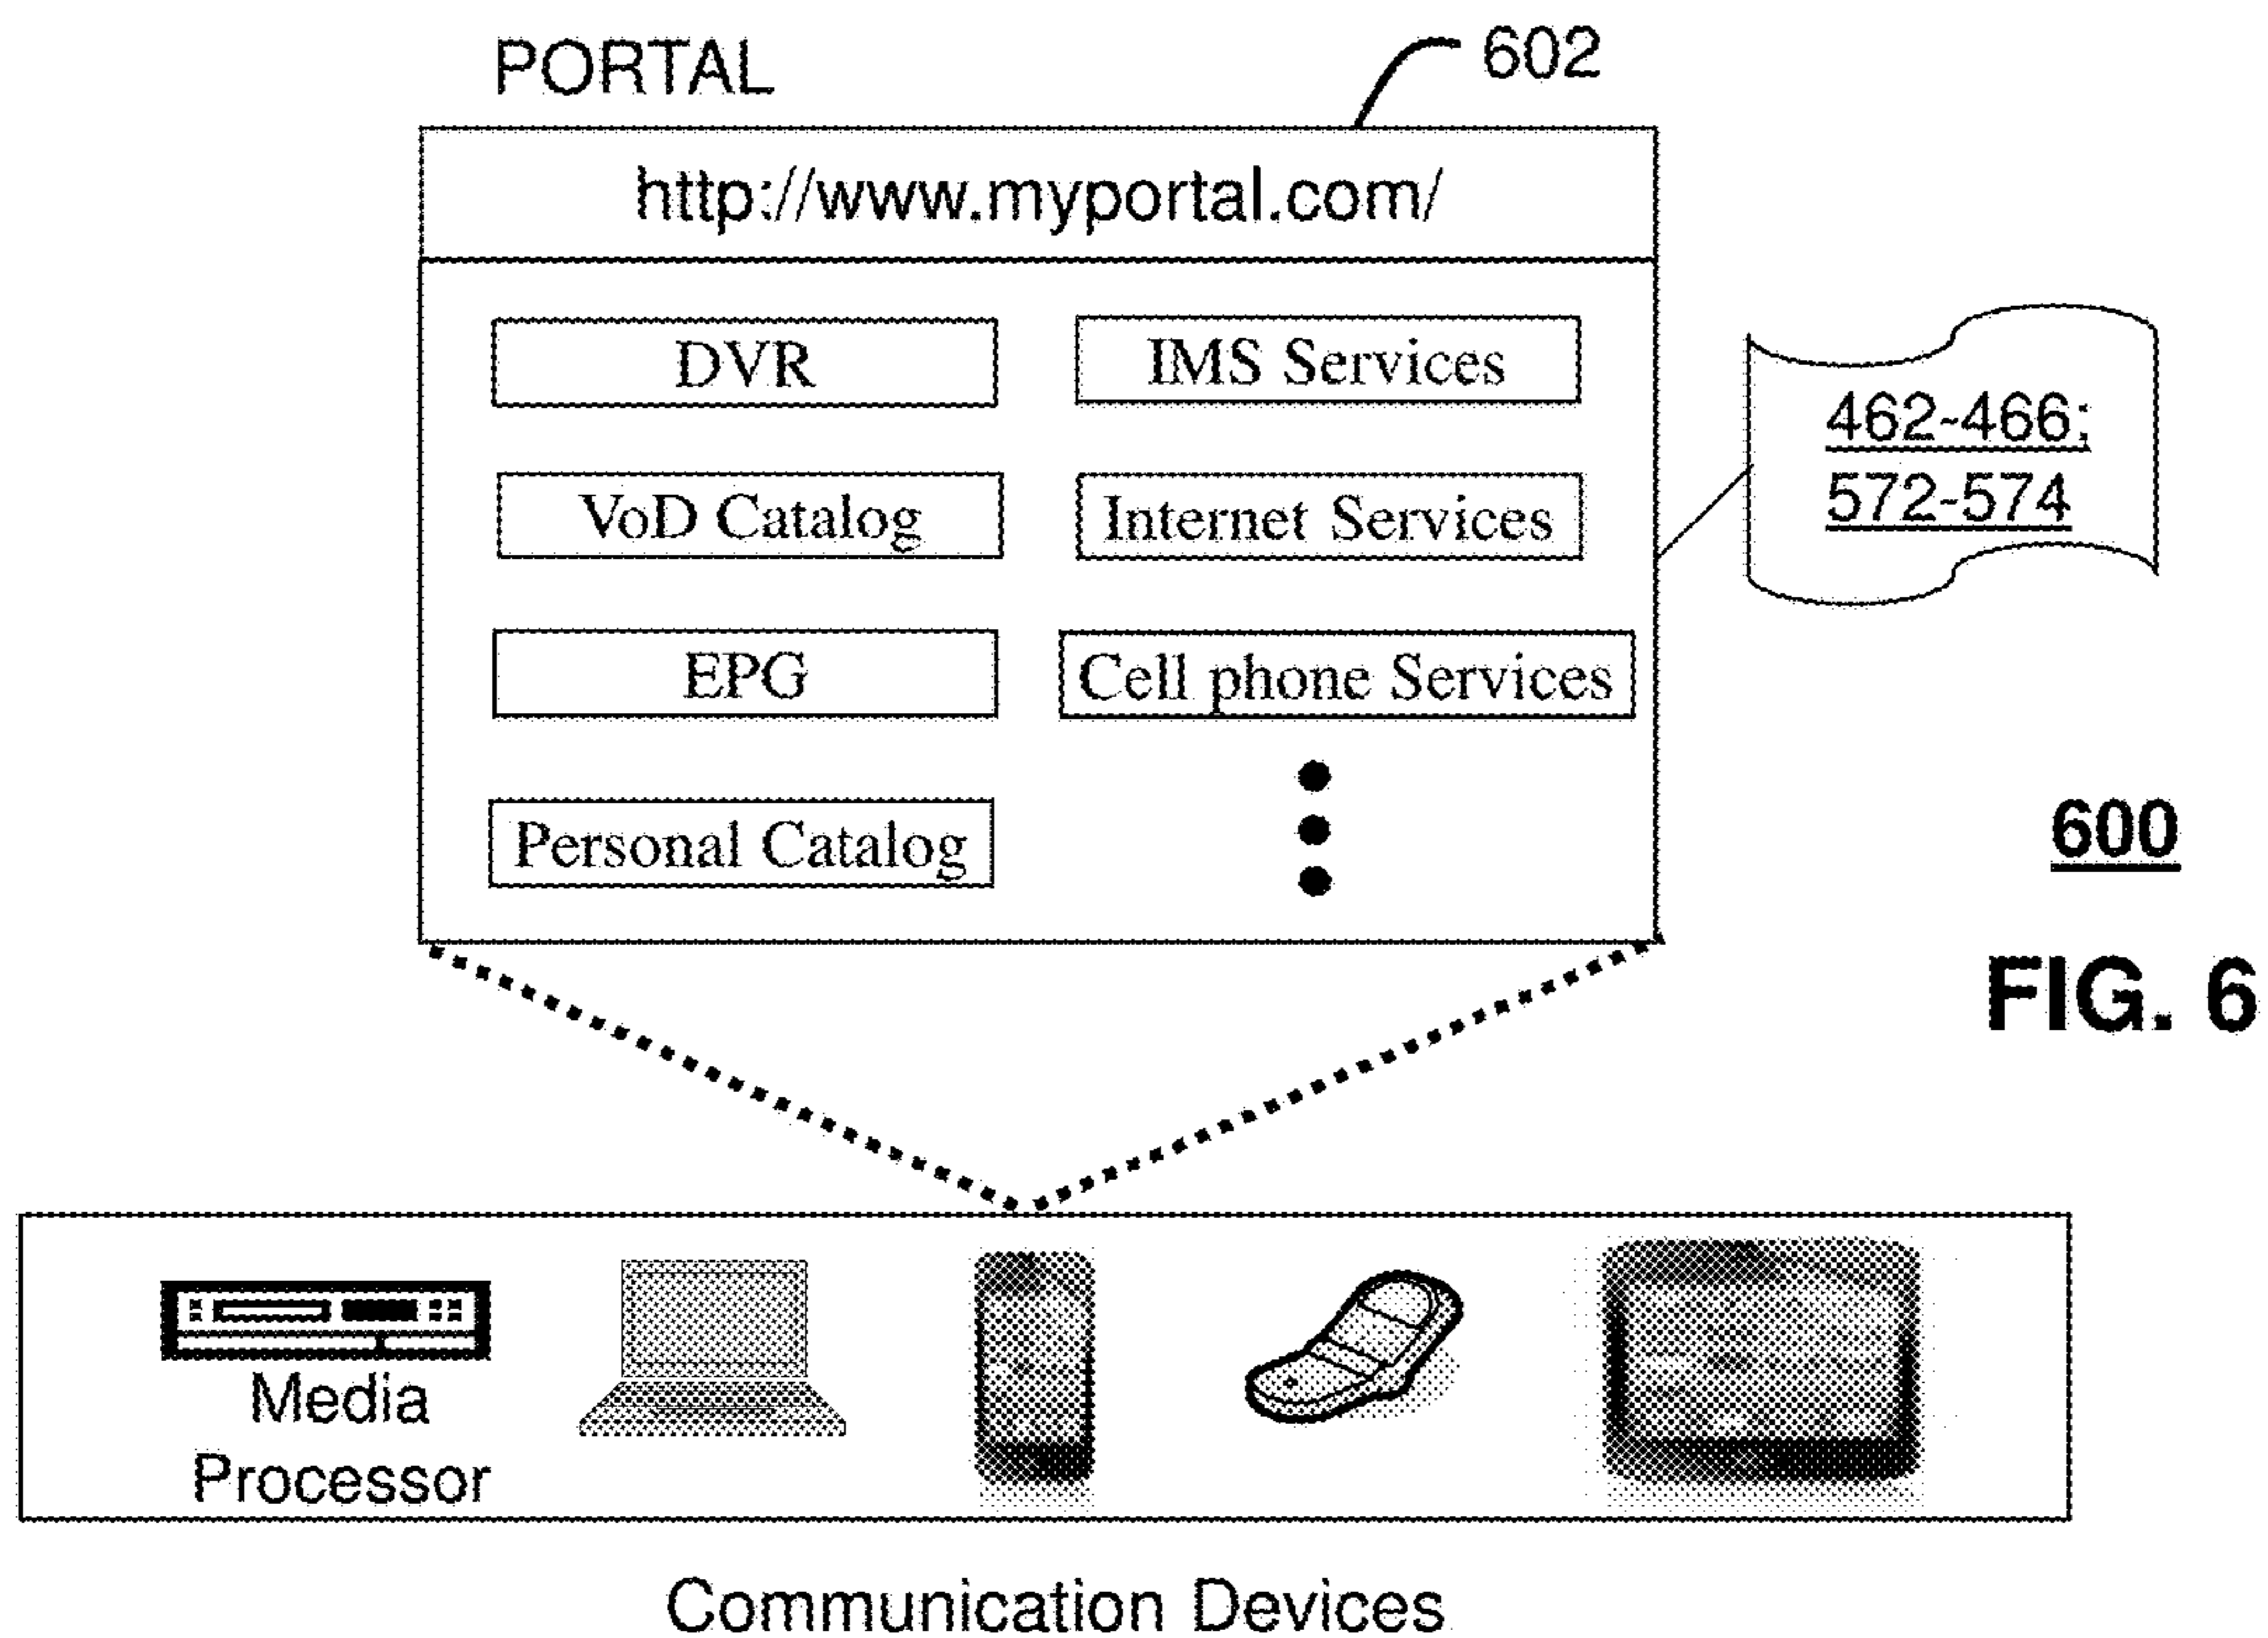 PORTAL
602
http://www.myportal.com/
DVR
IMS Services
VoD Catalog
Internet Services
EPG
Cell phone Services
Personal Catalog
462-466;
572-574
600
FIG. 6
Media
Processor
Communication Devices